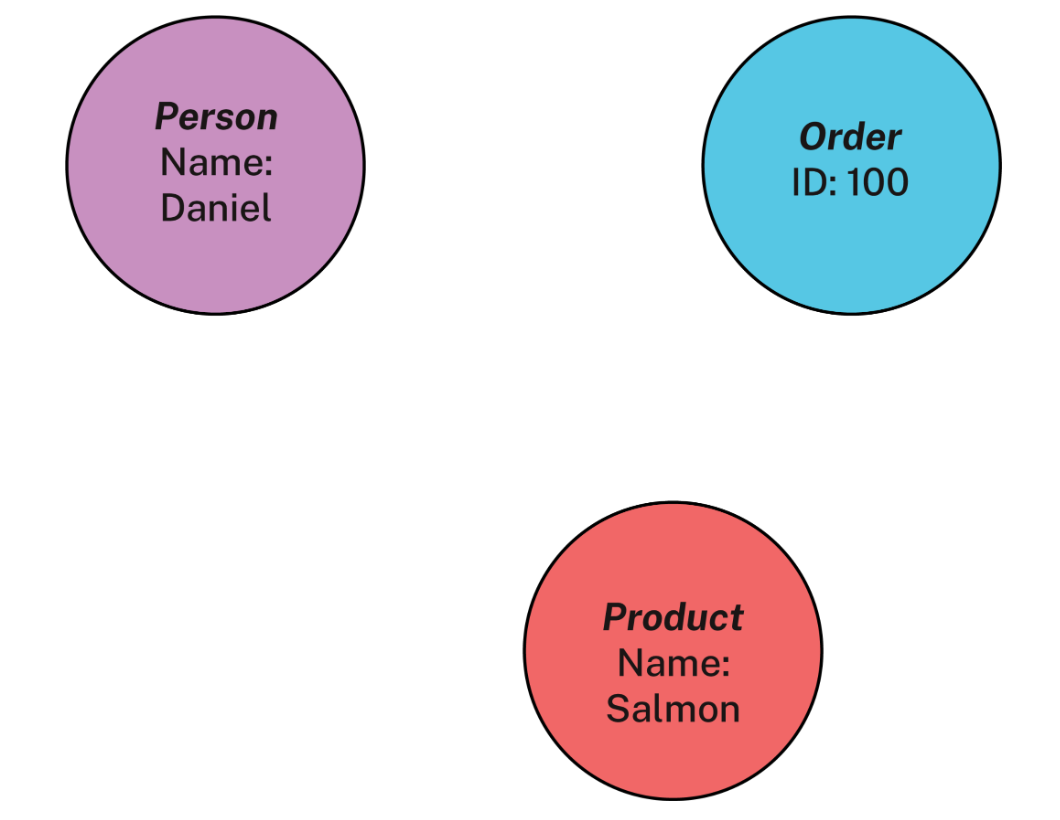 Person
Name:
Daniel
Order
ID: 100
Product
Name:
Salmon